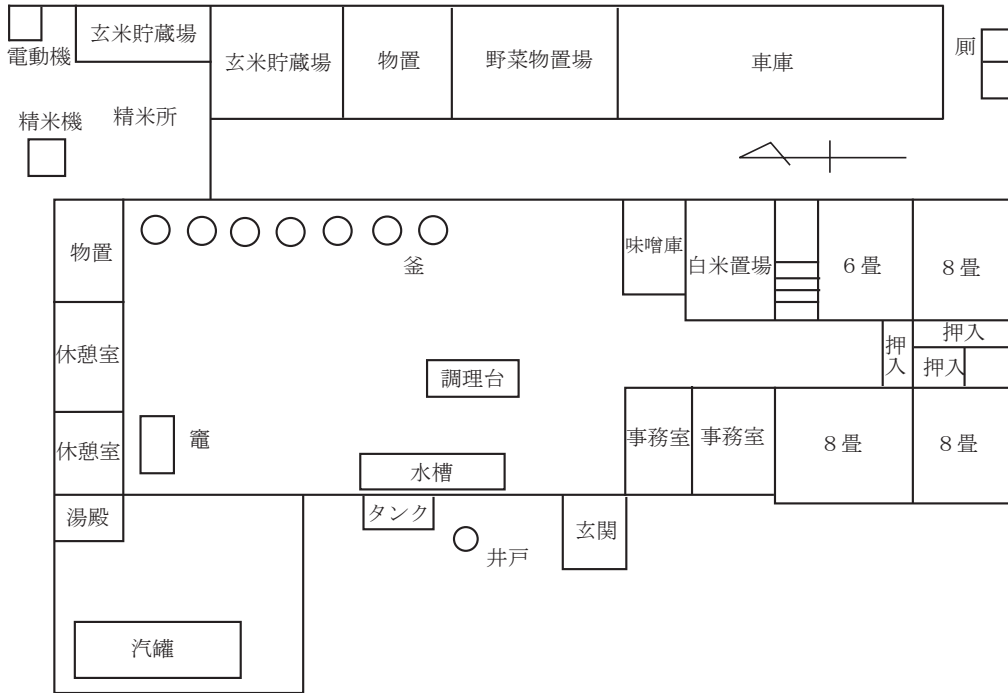 玄米貯蔵場
電動機
玄米貯蔵場
物置
野菜物置場
車庫
厠
精米機
精米所
物置
釜
味噌庫
白米置場
6畳
8畳
休憩室
押入
押入
押入
調理台
休憩室
竈
水槽
事務室
事務室
8畳
8畳
湯殿
タンク
井戸
玄関
汽罐